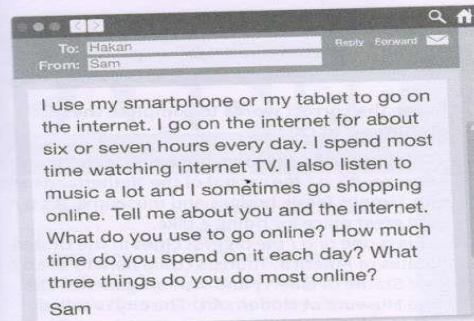 To: Hakan
Reply Forward
From: Sam
I use my smartphone or my tablet to go on
the internet. I go on the internet for about
six or seven hours every day. I spend most
time watching internet TV. I also listen to
music a lot and I sometimes go shopping
online. Tell me about you and the internet.
What do you use to go online? How much
time do you spend on it each day? What
three things do you do most online?
Sam